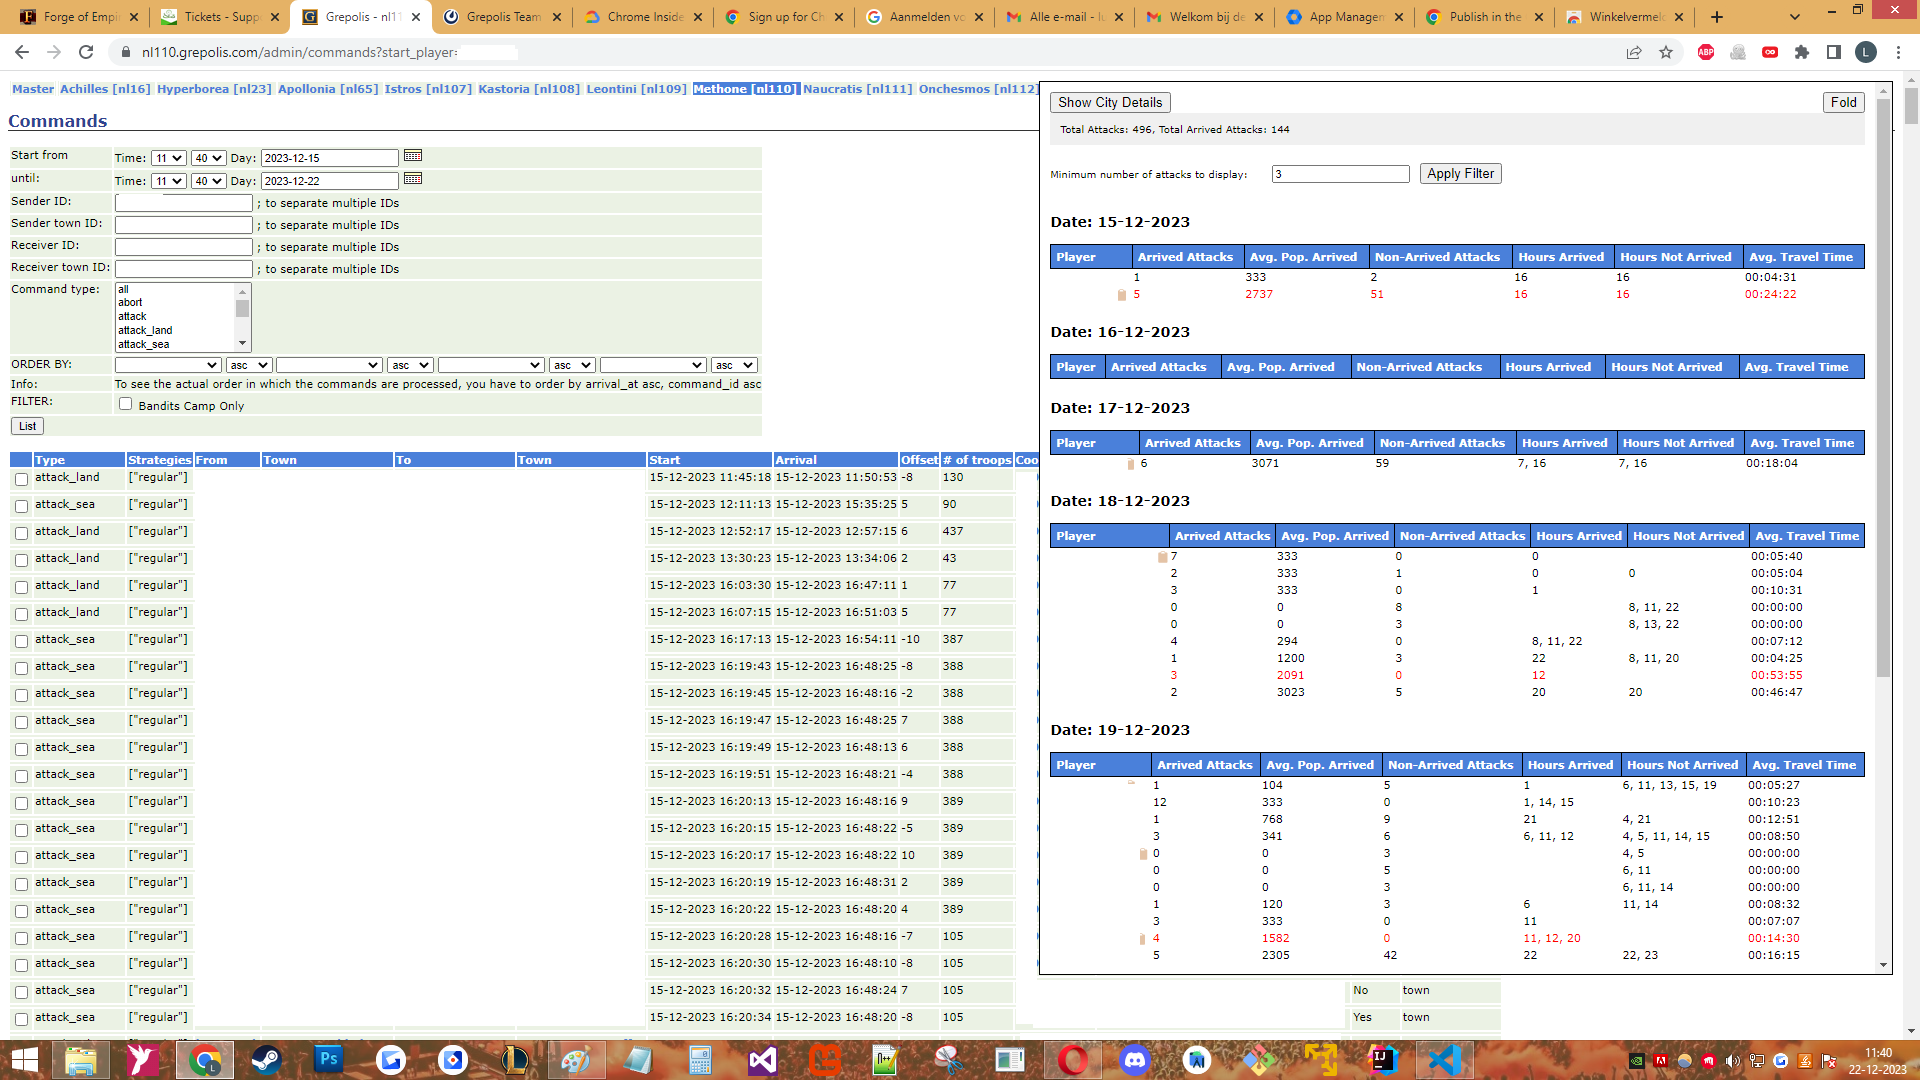 Forge of Empi
Tickets - Supp
Grepolis - nl11
Grepolis Team
Chrome Inside
Sign up for Ch
Aanmelden vo
Alle e-mail - lu
Welkom bij de
App Managem
Publish in the
Winkelvermel
nl110.grepolis.com/admin/commands?start_player=
Master Achilles [nl16] Hyperborea [nl23] Apollonia [nl65] Istros [nl107] Kastoria [nl108] Leontini [nl109] Methone [nl110] Naucratis [nl111] Onchesmos [nl112]
Commands
Start from Time: 11 40 Day: 2023-12-15
until: Time: 11 40 Day: 2023-12-22
Sender ID: ; to separate multiple IDs
Sender town ID: ; to separate multiple IDs
Receiver ID: ; to separate multiple IDs
Receiver town ID: ; to separate multiple IDs
Command type: all
abort
attack
attack_land
attack_sea
ORDER BY: asc asc asc asc
Info: To see the actual order in which the commands are processed, you have to order by arrival_at asc, command_id asc
FILTER: Bandits Camp Only
List
Type Strategies From Town To Town Start Arrival Offset # of troops Coo
attack_land ["regular"] 15-12-2023 11:45:18 15-12-2023 11:50:53 -8 130
attack_sea ["regular"] 15-12-2023 12:11:13 15-12-2023 15:35:25 5 90
attack_land ["regular"] 15-12-2023 12:52:17 15-12-2023 12:57:15 6 437
attack_land ["regular"] 15-12-2023 13:30:23 15-12-2023 13:34:06 2 43
attack_land ["regular"] 15-12-2023 16:03:30 15-12-2023 16:47:11 1 77
attack_land ["regular"] 15-12-2023 16:07:15 15-12-2023 16:51:03 5 77
attack_sea ["regular"] 15-12-2023 16:17:13 15-12-2023 16:54:11 -10 387
attack_sea ["regular"] 15-12-2023 16:19:43 15-12-2023 16:48:25 -8 388
attack_sea ["regular"] 15-12-2023 16:19:45 15-12-2023 16:48:16 -2 388
attack_sea ["regular"] 15-12-2023 16:19:47 15-12-2023 16:48:25 7 388
attack_sea ["regular"] 15-12-2023 16:19:49 15-12-2023 16:48:13 6 388
attack_sea ["regular"] 15-12-2023 16:19:51 15-12-2023 16:48:21 -4 388
attack_sea ["regular"] 15-12-2023 16:20:13 15-12-2023 16:48:16 9 389
attack_sea ["regular"] 15-12-2023 16:20:15 15-12-2023 16:48:22 -5 389
attack_sea ["regular"] 15-12-2023 16:20:17 15-12-2023 16:48:22 10 389
attack_sea ["regular"] 15-12-2023 16:20:19 15-12-2023 16:48:31 2 389
attack_sea ["regular"] 15-12-2023 16:20:22 15-12-2023 16:48:20 4 389
attack_sea ["regular"] 15-12-2023 16:20:28 15-12-2023 16:48:16 -7 105
attack_sea ["regular"] 15-12-2023 16:20:30 15-12-2023 16:48:10 -8 105
attack_sea ["regular"] 15-12-2023 16:20:32 15-12-2023 16:48:24 7 105 No town
attack_sea ["regular"] 15-12-2023 16:20:34 15-12-2023 16:48:20 -8 105 Yes town
Show City Details Fold
Total Attacks: 496, Total Arrived Attacks: 144
Minimum number of attacks to display: 3 Apply Filter
Date: 15-12-2023
Player Arrived Attacks Avg. Pop. Arrived Non-Arrived Attacks Hours Arrived Hours Not Arrived Avg. Travel Time
1 333 2 16 16 00:04:31
5 2737 51 16 16 00:24:22
Date: 16-12-2023
Player Arrived Attacks Avg. Pop. Arrived Non-Arrived Attacks Hours Arrived Hours Not Arrived Avg. Travel Time
Date: 17-12-2023
Player Arrived Attacks Avg. Pop. Arrived Non-Arrived Attacks Hours Arrived Hours Not Arrived Avg. Travel Time
6 3071 59 7, 16 7, 16 00:18:04
Date: 18-12-2023
Player Arrived Attacks Avg. Pop. Arrived Non-Arrived Attacks Hours Arrived Hours Not Arrived Avg. Travel Time
7 333 0 0 00:05:40
2 333 1 0 0 00:05:04
3 333 0 1 00:10:31
0 0 8 8, 11, 22 00:00:00
0 0 3 8, 13, 22 00:00:00
4 294 0 8, 11, 22 00:07:12
1 1200 3 22 8, 11, 20 00:04:25
3 2091 0 12 00:53:55
2 3023 5 20 20 00:46:47
Date: 19-12-2023
Player Arrived Attacks Avg. Pop. Arrived Non-Arrived Attacks Hours Arrived Hours Not Arrived Avg. Travel Time
1 104 5 1 6, 11, 13, 15, 19 00:05:27
12 333 0 1, 14, 15 00:10:23
1 768 9 21 4, 21 00:12:51
3 341 6 6, 11, 12 4, 5, 11, 14, 15 00:08:50
0 0 3 4, 5 00:00:00
0 0 5 6, 11 00:00:00
0 0 3 6, 11, 14 00:00:00
1 120 3 6 11, 14 00:08:32
3 333 0 11 00:07:07
4 1582 0 11, 12, 20 00:14:30
5 2305 42 22 22, 23 00:16:15
11:40
22-12-2023